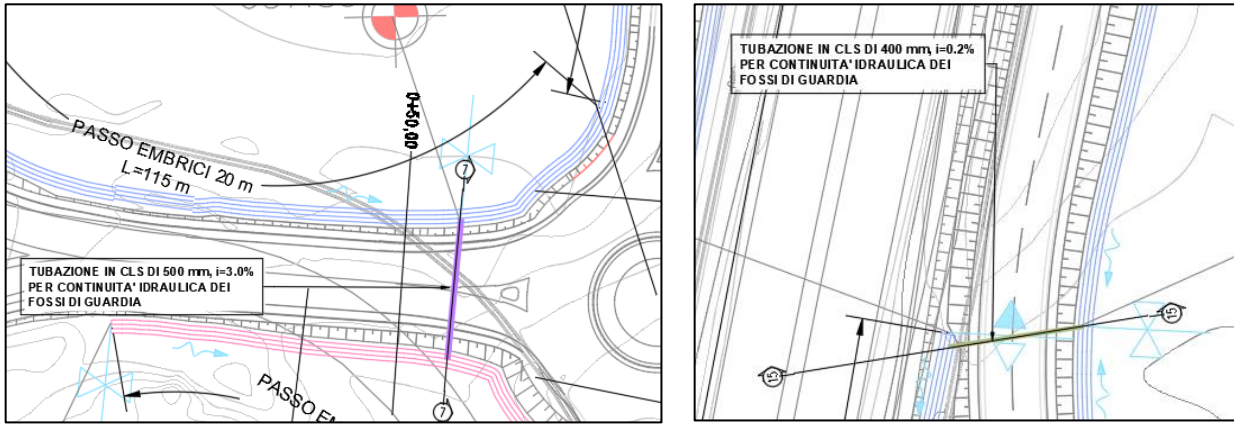 PASSO EMBRICI 20 m
L=115 m
0+50,00
7
TUBAZIONE IN CLS DI 500 mm, i=3.0%
PER CONTINUITA' IDRAULICA DEI
FOSSI DI GUARDIA
7
TUBAZIONE IN CLS DI 400 mm, i=0.2%
PER CONTINUITA' IDRAULICA DEI
FOSSI DI GUARDIA
15
15